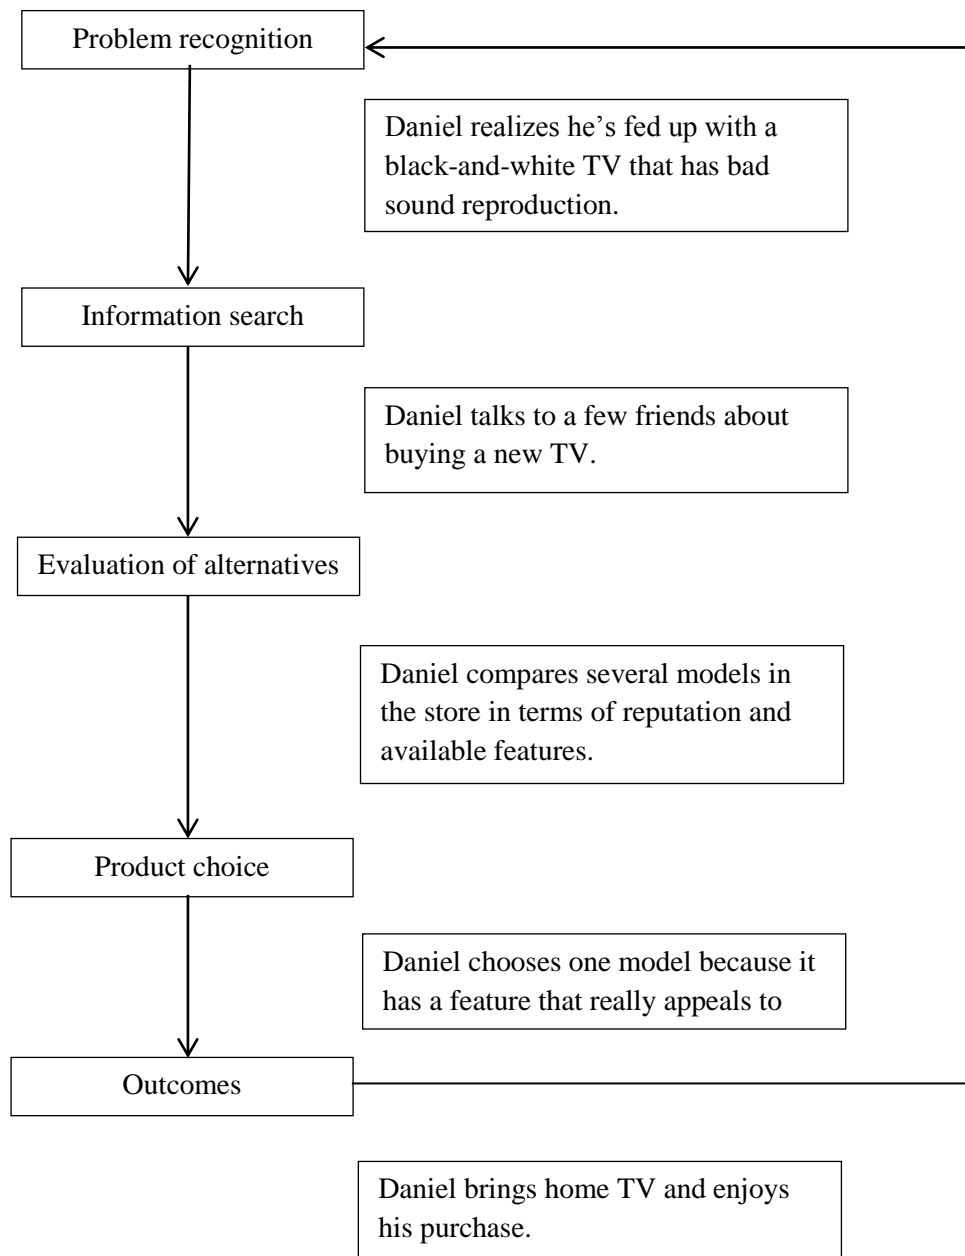 Problem recognition
Daniel realizes he’s fed up with a
black-and-white TV that has bad
sound reproduction.
Information search
Daniel talks to a few friends about
buying a new TV.
Evaluation of alternatives
Daniel compares several models in
the store in terms of reputation and
available features.
Product choice
Daniel chooses one model because it
has a feature that really appeals to
Outcomes
Daniel brings home TV and enjoys
his purchase.